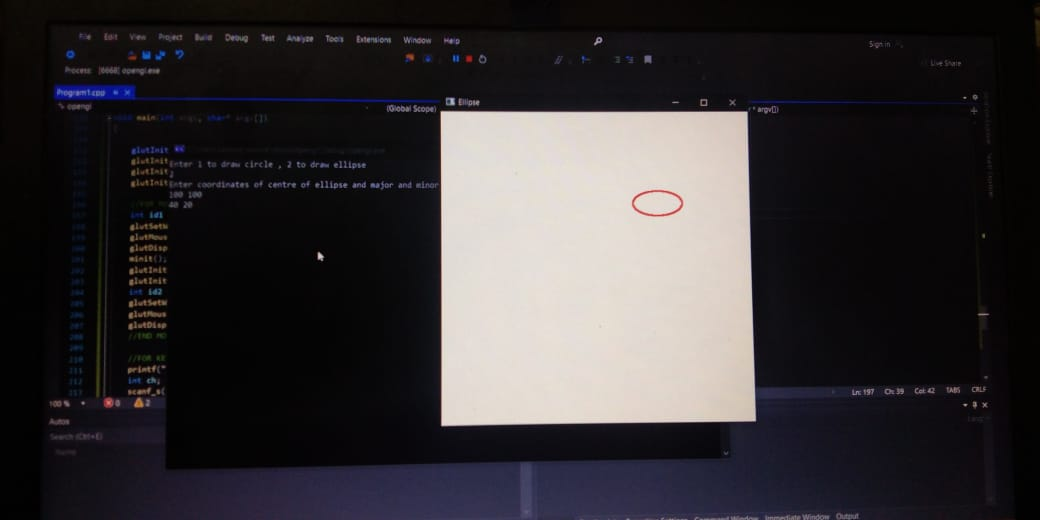 File Edit View Project Build Debug Test Analyze Tools Extensions Window Help
Sign in
Live Share
Process: [6668] opengl.exe
Program1.cpp
opengl
(Global Scope)
Ellipse
void main(int argc, char* argv[])
{
glutInit
Enter 1 to draw circle , 2 to draw ellipse
glutInit
glutInit
glutInit
Enter coordinates of centre of ellipse and major and minor
100 100
40 20
int id1
glutSetW
glutMous
glutDisp
minit();
glutInit
glutInit
int id2
glutSetW
glutMous
glutDisp
//END MO
//FOR KE
printf("
int ch;
scanf_s(
100 %
0
2
Ln: 197 Ch: 39 Col: 42 TABS CRLF
Autos
Search (Ctrl+E)
Name
Command Window Immediate Window Output